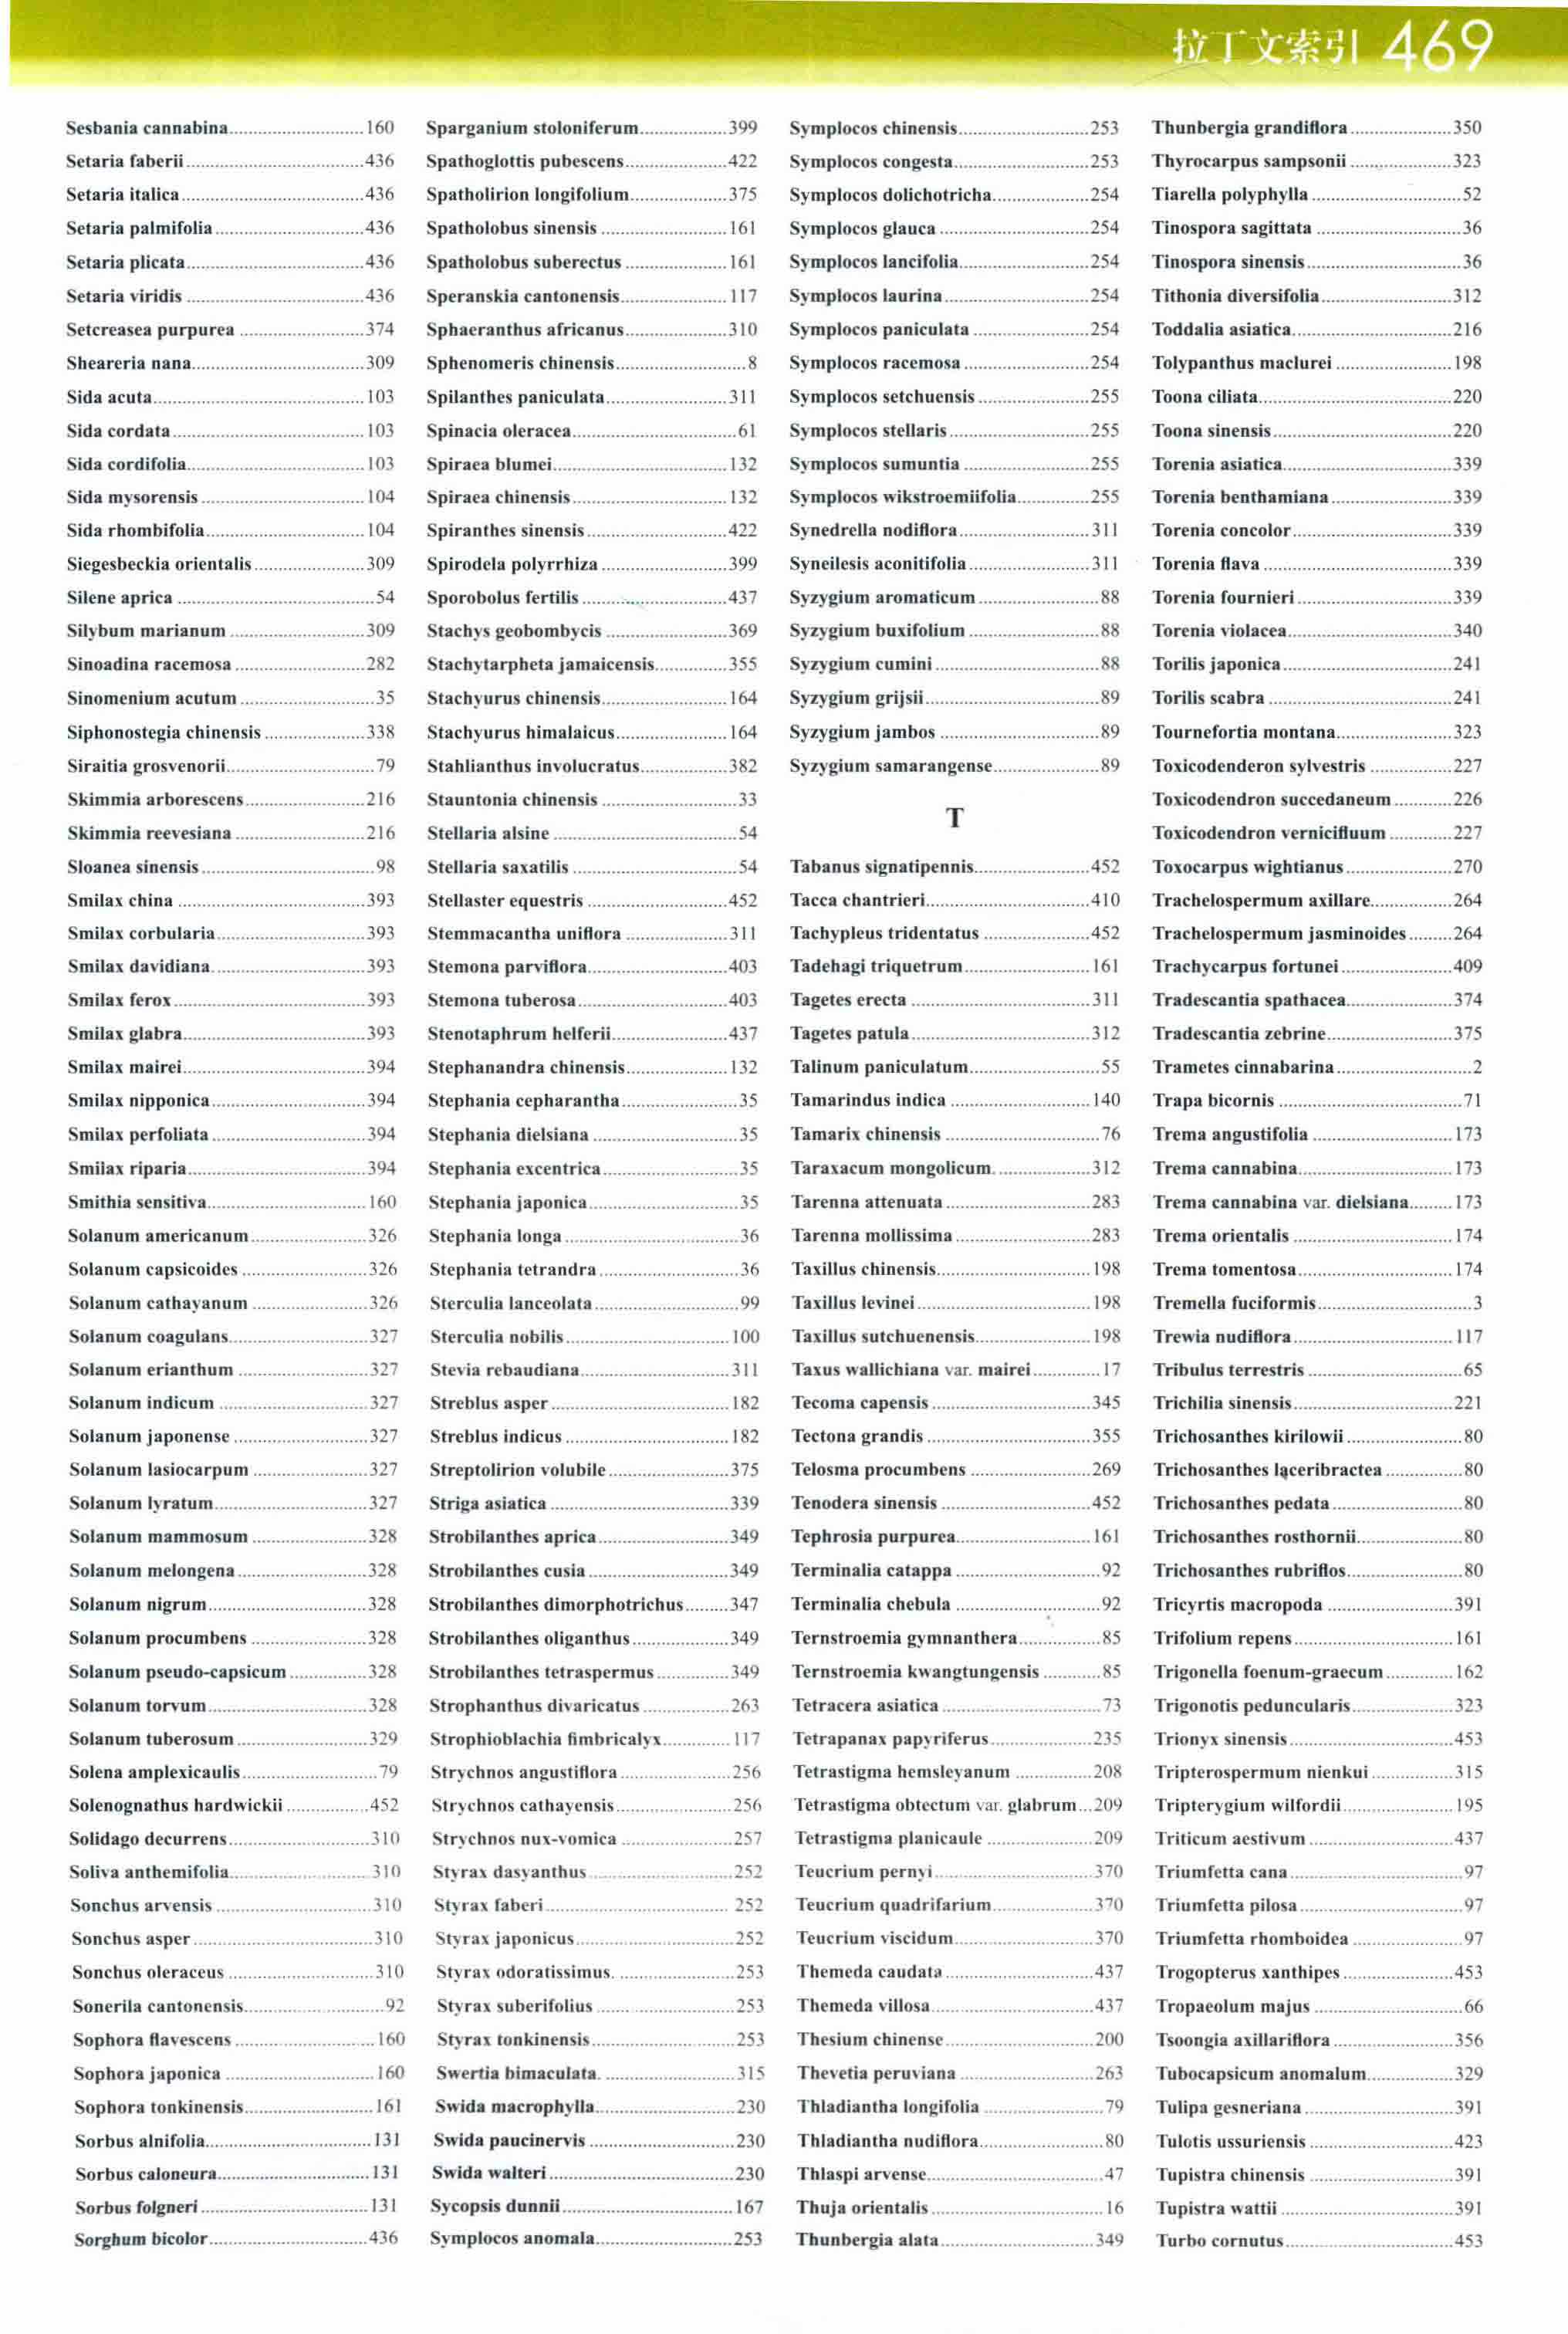 拉丁文索引 469
Sesbania cannabina 160
Setaria faberii 436
Setaria italica 436
Setaria palmifolia 436
Setaria plicata 436
Setaria viridis 436
Setcreasea purpurea 374
Sheareria nana 309
Sida acuta 103
Sida cordata 103
Sida cordifolia 103
Sida mysorensis 104
Sida rhombifolia 104
Siegesbeckia orientalis 309
Silene aprica 54
Silybum marianum 309
Sinoadina racemosa 282
Sinomenium acutum 35
Siphonostegia chinensis 338
Siraitia grosvenorii 79
Skimmia arborescens 216
Skimmia reevesiana 216
Sloanea sinensis 98
Smilax china 393
Smilax corbularia 393
Smilax davidiana 393
Smilax ferox 393
Smilax glabra 393
Smilax mairei 394
Smilax nipponica 394
Smilax perfoliata 394
Smilax riparia 394
Smithia sensitiva 160
Solanum americanum 326
Solanum capsicoides 326
Solanum cathayanum 326
Solanum coagulans 327
Solanum erianthum 327
Solanum indicum 327
Solanum japonense 327
Solanum lasiocarpum 327
Solanum lyratum 327
Solanum mammosum 328
Solanum melongena 328
Solanum nigrum 328
Solanum procumbens 328
Solanum pseudo-capsicum 328
Solanum torvum 328
Solanum tuberosum 329
Solena amplexicaulis 79
Solenognathus hardwickii 452
Solidago decurrens 310
Soliva anthemifolia 310
Sonchus arvensis 310
Sonchus asper 310
Sonchus oleraceus 310
Sonerila cantonensis 92
Sophora flavescens 160
Sophora japonica 160
Sophora tonkinensis 161
Sorbus alnifolia 131
Sorbus caloneura 131
Sorbus folgneri 131
Sorghum bicolor 436
Sparganium stoloniferum 399
Spathoglottis pubescens 422
Spatholirion longifolium 375
Spatholobus sinensis 161
Spatholobus suberectus 161
Speranskia cantonensis 117
Sphaeranthus africanus 310
Sphenomeris chinensis 8
Spilanthes paniculata 311
Spinacia oleracea 61
Spiraea blumei 132
Spiraea chinensis 132
Spiranthes sinensis 422
Spirodela polyrrhiza 399
Sporobolus fertilis 437
Stachys geobombycis 369
Stachytarpheta jamaicensis 355
Stachyurus chinensis 164
Stachyurus himalaicus 164
Stahlianthus involucratus 382
Stauntonia chinensis 33
Stellaria alsine 54
Stellaria saxatilis 54
Stellaster equestris 452
Stemmacantha uniflora 311
Stemona parviflora 403
Stemona tuberosa 403
Stenotaphrum helferii 437
Stephanandra chinensis 132
Stephania cepharantha 35
Stephania dielsiana 35
Stephania excentrica 35
Stephania japonica 35
Stephania longa 36
Stephania tetrandra 36
Sterculia lanceolata 99
Sterculia nobilis 100
Stevia rebaudiana 311
Streblus asper 182
Streblus indicus 182
Streptolirion volubile 375
Striga asiatica 339
Strobilanthes aprica 349
Strobilanthes cusia 349
Strobilanthes dimorphotrichus 347
Strobilanthes oliganthus 349
Strobilanthes tetraspermus 349
Strophanthus divaricatus 263
Strophioblachia fimbricalyx 117
Strychnos angustiflora 256
Strychnos cathayensis 256
Strychnos nux-vomica 257
Styrax dasyanthus 252
Styrax faberi 252
Styrax japonicus 252
Styrax odoratissimus 253
Styrax suberifolius 253
Styrax tonkinensis 253
Swertia bimaculata 315
Swida macrophylla 230
Swida paucinervis 230
Swida walteri 230
Sycopsis dunnii 167
Symplocos anomala 253
Symplocos chinensis 253
Symplocos congesta 253
Symplocos dolichotricha 254
Symplocos glauca 254
Symplocos lancifolia 254
Symplocos laurina 254
Symplocos paniculata 254
Symplocos racemosa 254
Symplocos setchuensis 255
Symplocos stellaris 255
Symplocos sumuntia 255
Symplocos wikstroemiifolia 255
Synedrella nodiflora 311
Syneilesis aconitifolia 311
Syzygium aromaticum 88
Syzygium buxifolium 88
Syzygium cumini 88
Syzygium grijsii 89
Syzygium jambos 89
Syzygium samarangense 89
T
Tabanus signatipennis 452
Tacca chantrieri 410
Tachypleus tridentatus 452
Tadehagi triquetrum 161
Tagetes erecta 311
Tagetes patula 312
Talinum paniculatum 55
Tamarindus indica 140
Tamarix chinensis 76
Taraxacum mongolicum 312
Tarenna attenuata 283
Tarenna mollissima 283
Taxillus chinensis 198
Taxillus levinei 198
Taxillus sutchuenensis 198
Taxus wallichiana var. mairei 17
Tecoma capensis 345
Tectona grandis 355
Telosma procumbens 269
Tenodera sinensis 452
Tephrosia purpurea 161
Terminalia catappa 92
Terminalia chebula 92
Ternstroemia gymnanthera 85
Ternstroemia kwangtungensis 85
Tetracera asiatica 73
Tetrapanax papyriferus 235
Tetrastigma hemsleyanum 208
Tetrastigma obtectum var. glabrum 209
Tetrastigma planicaule 209
Teucrium pernyi 370
Teucrium quadrifarium 370
Teucrium viscidum 370
Themeda caudata 437
Themeda villosa 437
Thesium chinense 200
Thevetia peruviana 263
Thladiantha longifolia 79
Thladiantha nudiflora 80
Thlaspi arvense 47
Thuja orientalis 16
Thunbergia alata 349
Thunbergia grandiflora 350
Thyrocarpus sampsonii 323
Tiarella polyphylla 52
Tinospora sagittata 36
Tinospora sinensis 36
Tithonia diversifolia 312
Toddalia asiatica 216
Tolypanthus maclurei 198
Toona ciliata 220
Toona sinensis 220
Torenia asiatica 339
Torenia benthamiana 339
Torenia concolor 339
Torenia flava 339
Torenia fournieri 339
Torenia violacea 340
Torilis japonica 241
Torilis scabra 241
Tournefortia montana 323
Toxicodenderon sylvestris 227
Toxicodendron succedaneum 226
Toxicodendron vernicifluum 227
Toxocarpus wightianus 270
Trachelospermum axillare 264
Trachelospermum jasminoides 264
Trachycarpus fortunei 409
Tradescantia spathacea 374
Tradescantia zebrine 375
Trametes cinnabarina 2
Trapa bicornis 71
Trema angustifolia 173
Trema cannabina 173
Trema cannabina var. dielsiana 173
Trema orientalis 174
Trema tomentosa 174
Tremella fuciformis 3
Trewia nudiflora 117
Tribulus terrestris 65
Trichilia sinensis 221
Trichosanthes kirilowii 80
Trichosanthes laceribractea 80
Trichosanthes pedata 80
Trichosanthes rosthornii 80
Trichosanthes rubriflos 80
Tricyrtis macropoda 391
Trifolium repens 161
Trigonella foenum-graecum 162
Trigonotis peduncularis 323
Trionyx sinensis 453
Tripterospermum nienkui 315
Tripterygium wilfordii 195
Triticum aestivum 437
Triumfetta cana 97
Triumfetta pilosa 97
Triumfetta rhomboidea 97
Trogopterus xanthipes 453
Tropaeolum majus 66
Tsoongia axillariflora 356
Tubocapsicum anomalum 329
Tulipa gesneriana 391
Tulotis ussuriensis 423
Tupistra chinensis 391
Tupistra wattii 391
Turbo cornutus 453